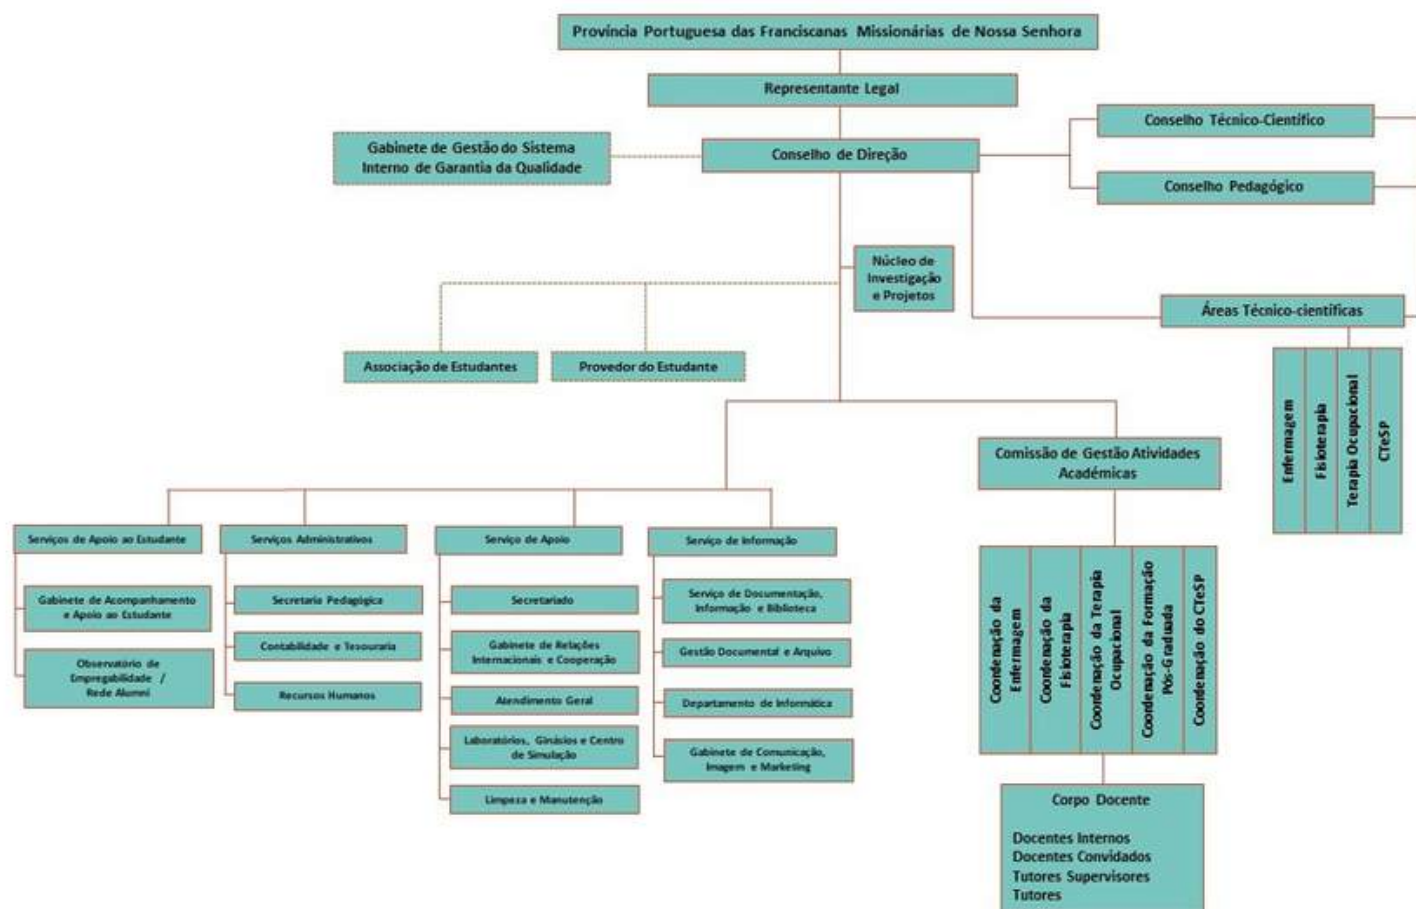 Província Portuguesa das Franciscanas Missionárias de Nossa Senhora
Representante Legal
Conselho Técnico-Científico
Gabinete de Gestão do Sistema
Interno de Garantia da Qualidade
Conselho de Direção
Conselho Pedagógico
Núcleo de
Investigação
e Projetos
Áreas Técnico-científicas
Associação de Estudantes
Provedor do Estudante
Enfermagem
Fisioterapia
Terapia Ocupacional
CTeSP
Comissão de Gestão Atividades
Académicas
Serviços de Apoio ao Estudante
Gabinete de Acompanhamento
e Apoio ao Estudante
Observatório de
Empregabilidade /
Rede Alumni
Serviços Administrativos
Secretaria Pedagógica
Contabilidade e Tesouraria
Recursos Humanos
Serviço de Apoio
Secretariado
Gabinete de Relações
Internacionais e Cooperação
Atendimento Geral
Laboratórios, Ginásios e Centro
de Simulação
Limpeza e Manutenção
Serviço de Informação
Serviço de Documentação,
Informação e Biblioteca
Gestão Documental e Arquivo
Departamento de Informática
Gabinete de Comunicação,
Imagem e Marketing
Coordenação da
Enfermagem
Coordenação da
Fisioterapia
Coordenação da Terapia
Ocupacional
Coordenação da Formação
Pós-Graduada
Coordenação do CTeSP
Corpo Docente
Docentes Internos
Docentes Convidados
Tutores Supervisores
Tutores